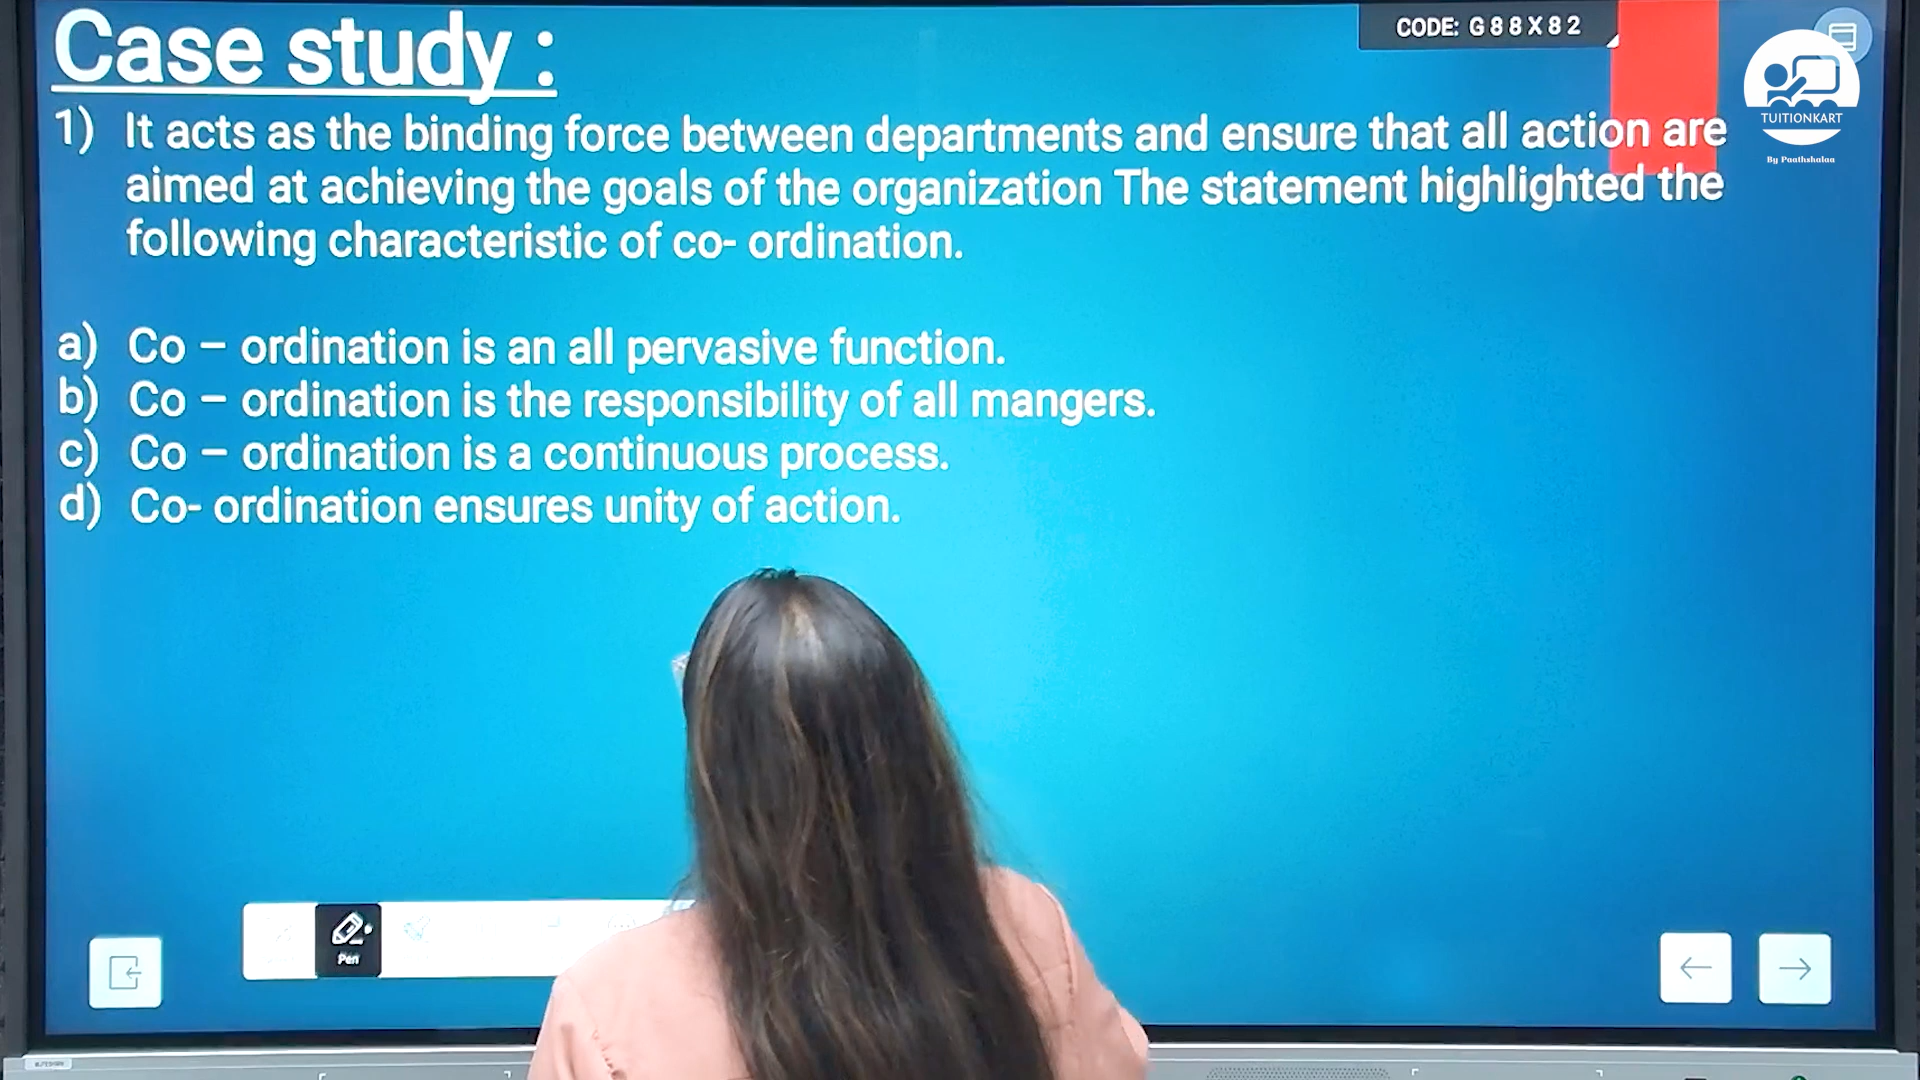 Case study :
CODE: G88X82
1) It acts as the binding force between departments and ensure that all action are
aimed at achieving the goals of the organization The statement highlighted the
following characteristic of co- ordination.
a) Co – ordination is an all pervasive function.
b) Co – ordination is the responsibility of all mangers.
c) Co – ordination is a continuous process.
d) Co- ordination ensures unity of action.
TUITIONKART
By Paathshalaa
Pen